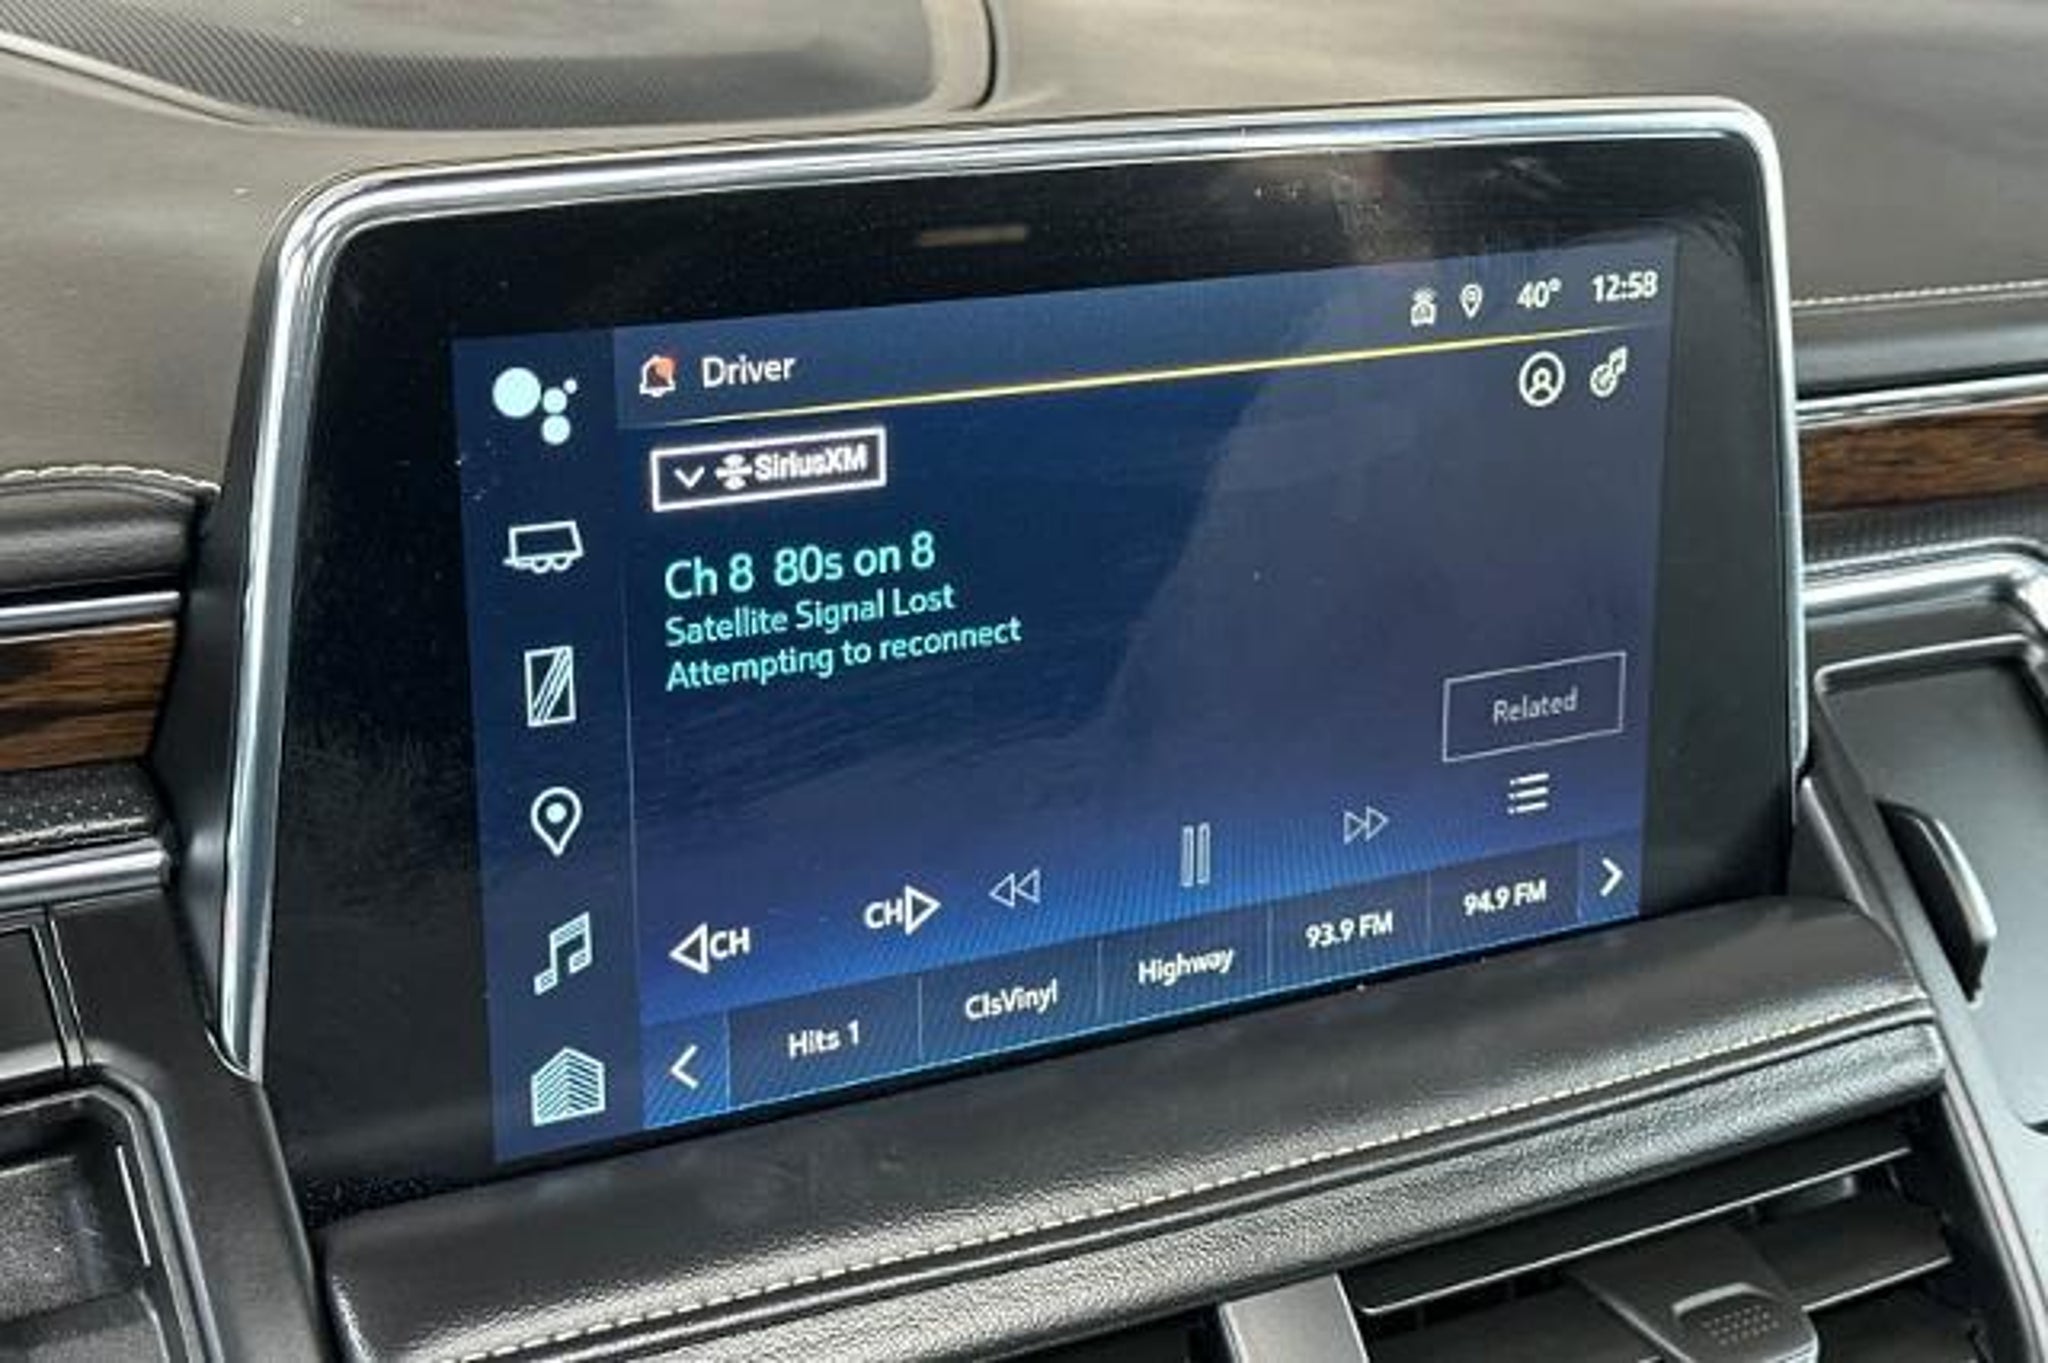 40° 12:58
Driver
SiriusXM
Ch 8 80s on 8
Satellite Signal Lost
Attempting to reconnect
Related
CH CH
Hits 1 ClsVinyl Highway 93.9 FM 94.9 FM